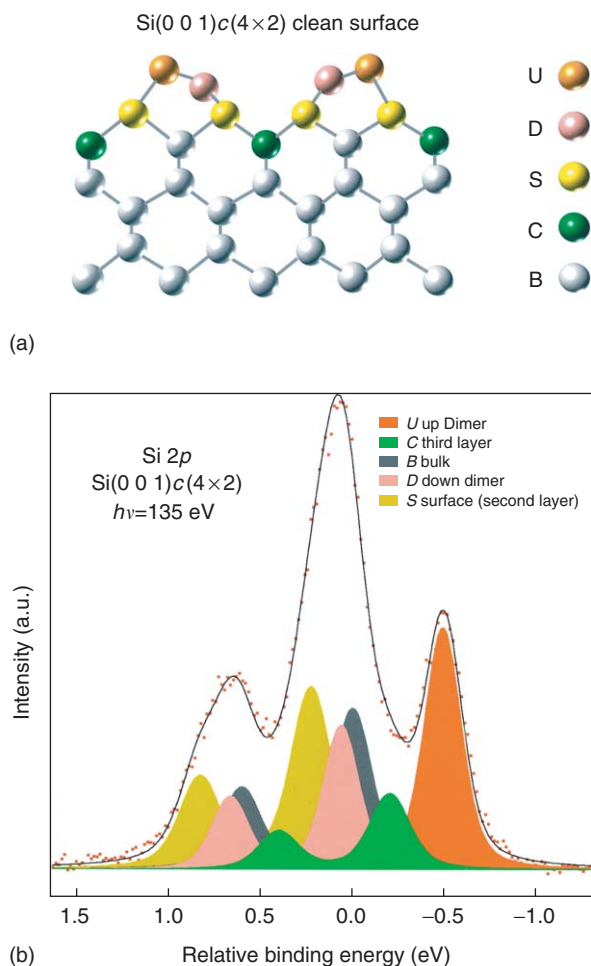 Si(0 0 1)c(4×2) clean surface
U
D
S
C
B
(a)
Si 2p
Si(0 0 1)c(4×2)
hν=135 eV
U up Dimer
C third layer
B bulk
D down dimer
S surface (second layer)
Intensity (a.u.)
1.5 1.0 0.5 0.0 −0.5 −1.0
(b) Relative binding energy (eV)